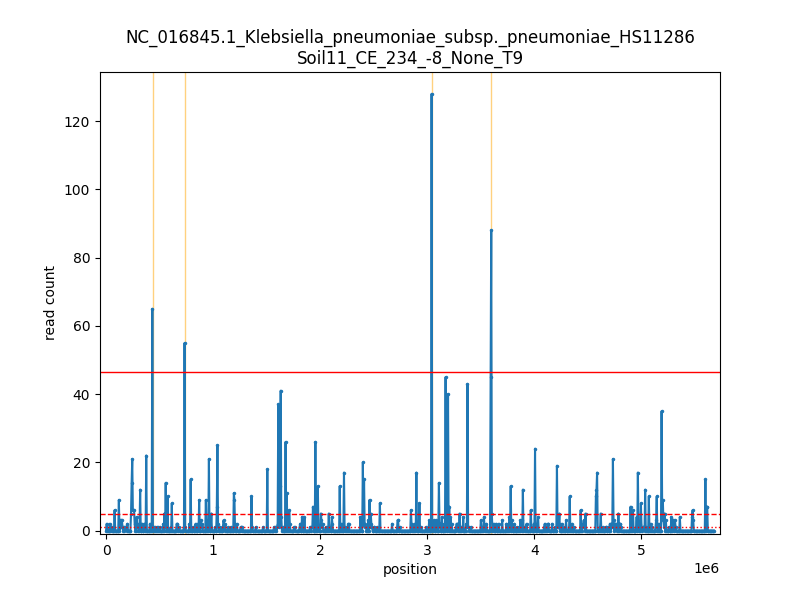 NC_016845.1_Klebsiella_pneumoniae_subsp._pneumoniae_HS11286
Soil11_CE_234_-8_None_T9
120
100
80
60
40
20
0
read count
0
1
2
3
4
5
1e6
position